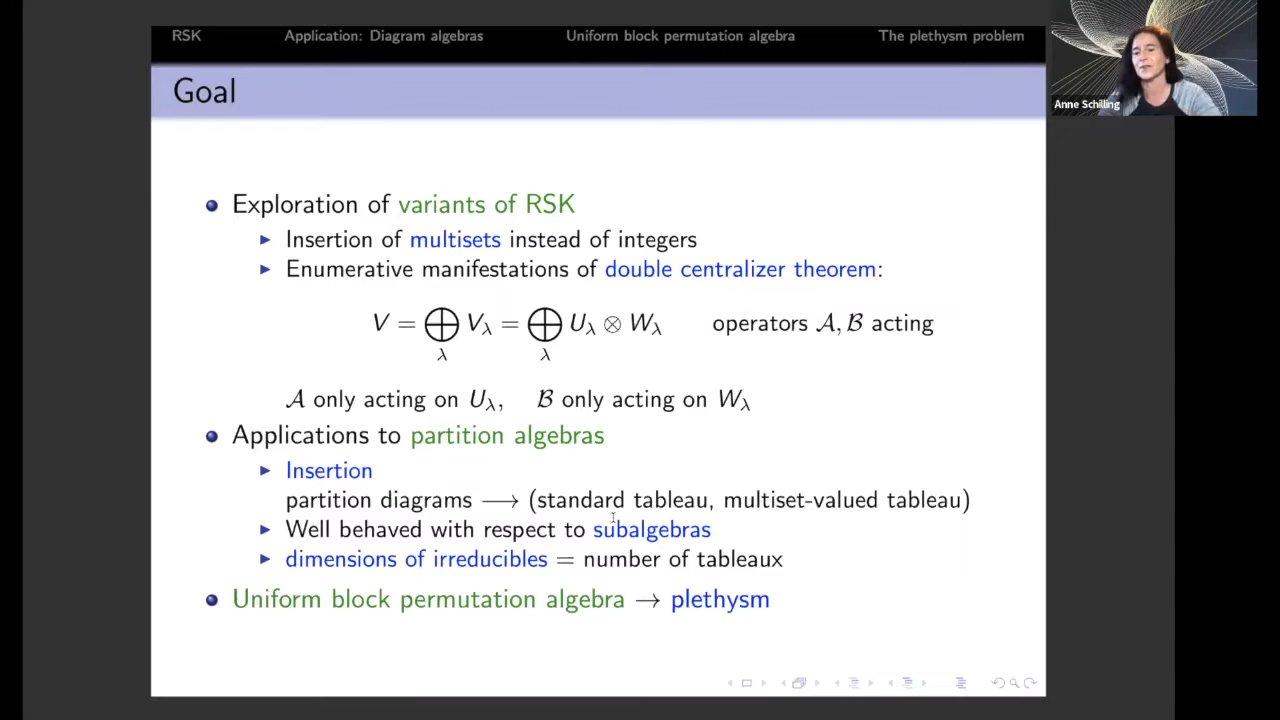 RSK Application: Diagram algebras Uniform block permutation algebra The plethysm problem
Goal
Anne Schilling
Exploration of variants of RSK
Insertion of multisets instead of integers
Enumerative manifestations of double centralizer theorem:
V = ⨁_λ V_λ = ⨁_λ U_λ ⊗ W_λ operators 𝒜, ℬ acting
𝒜 only acting on U_λ, ℬ only acting on W_λ
Applications to partition algebras
Insertion
partition diagrams ⟶ (standard tableau, multiset-valued tableau)
Well behaved with respect to subalgebras
dimensions of irreducibles = number of tableaux
Uniform block permutation algebra → plethysm